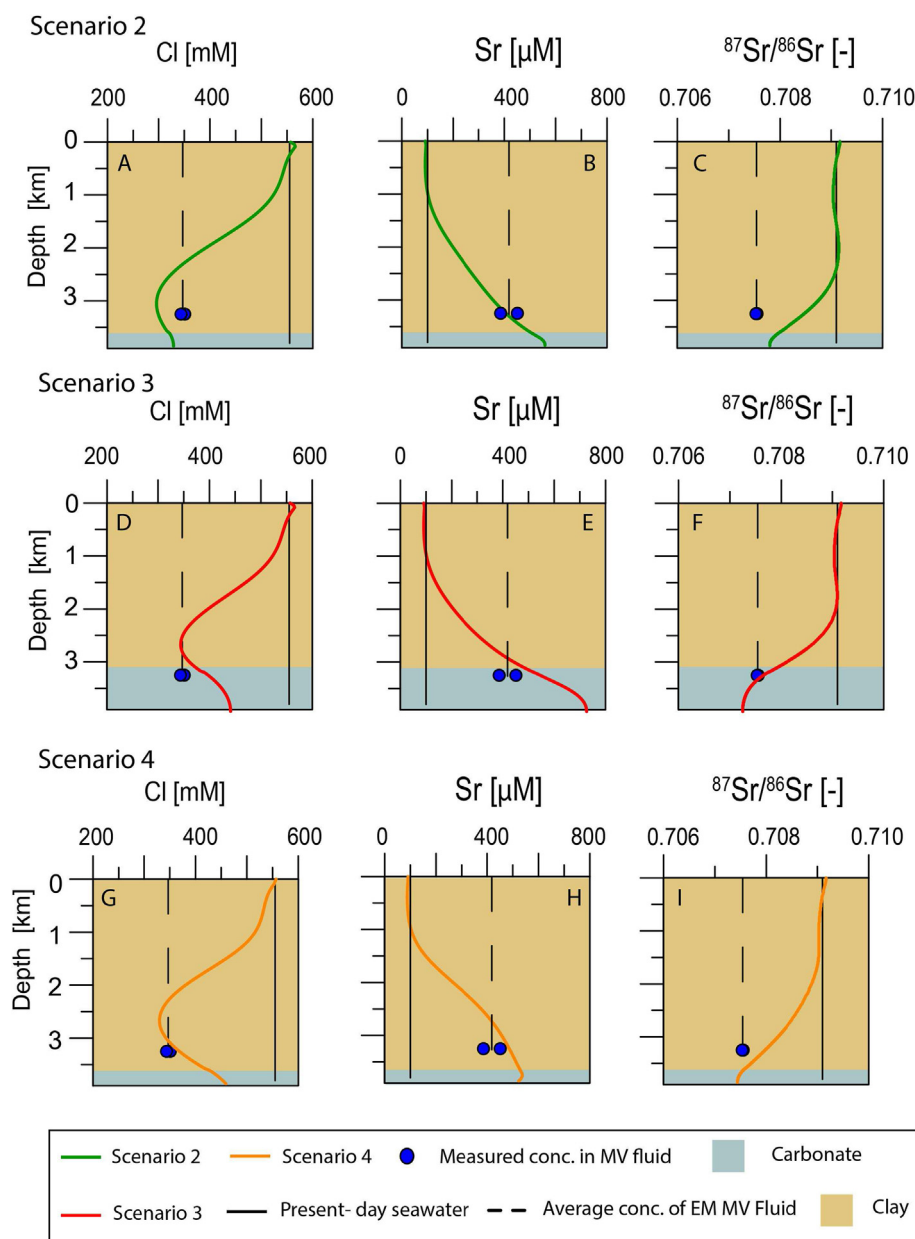 Scenario 2
Cl [mM] Sr [µM] ⁸⁷Sr/⁸⁶Sr [-]
200 400 600 0 400 800 0.706 0.708 0.710
0
A B C
1
Depth [km]
2
3
Scenario 3
Cl [mM] Sr [µM] ⁸⁷Sr/⁸⁶Sr [-]
200 400 600 0 400 800 0.706 0.708 0.710
0
D E F
1
Depth [km]
2
3
Scenario 4
Cl [mM] Sr [µM] ⁸⁷Sr/⁸⁶Sr [-]
200 400 600 0 400 800 0.706 0.708 0.710
0
G H I
1
Depth [km]
2
3
Scenario 2 Scenario 4 Measured conc. in MV fluid Carbonate
Scenario 3 Present- day seawater Average conc. of EM MV Fluid Clay